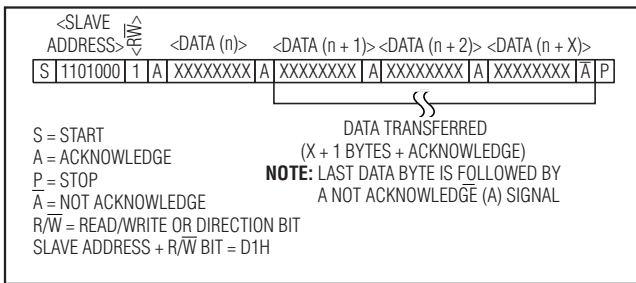 <SLAVE
ADDRESS> <R/W̅> <DATA (n)> <DATA (n + 1)> <DATA (n + 2)> <DATA (n + X)>
S 1101000 1 A XXXXXXXX A XXXXXXXX A XXXXXXXX A XXXXXXXX A̅ P
DATA TRANSFERRED
(X + 1 BYTES + ACKNOWLEDGE)
NOTE: LAST DATA BYTE IS FOLLOWED BY
A NOT ACKNOWLEDGE (A̅) SIGNAL
S = START
A = ACKNOWLEDGE
P = STOP
A̅ = NOT ACKNOWLEDGE
R/W̅ = READ/WRITE OR DIRECTION BIT
SLAVE ADDRESS + R/W̅ BIT = D1H